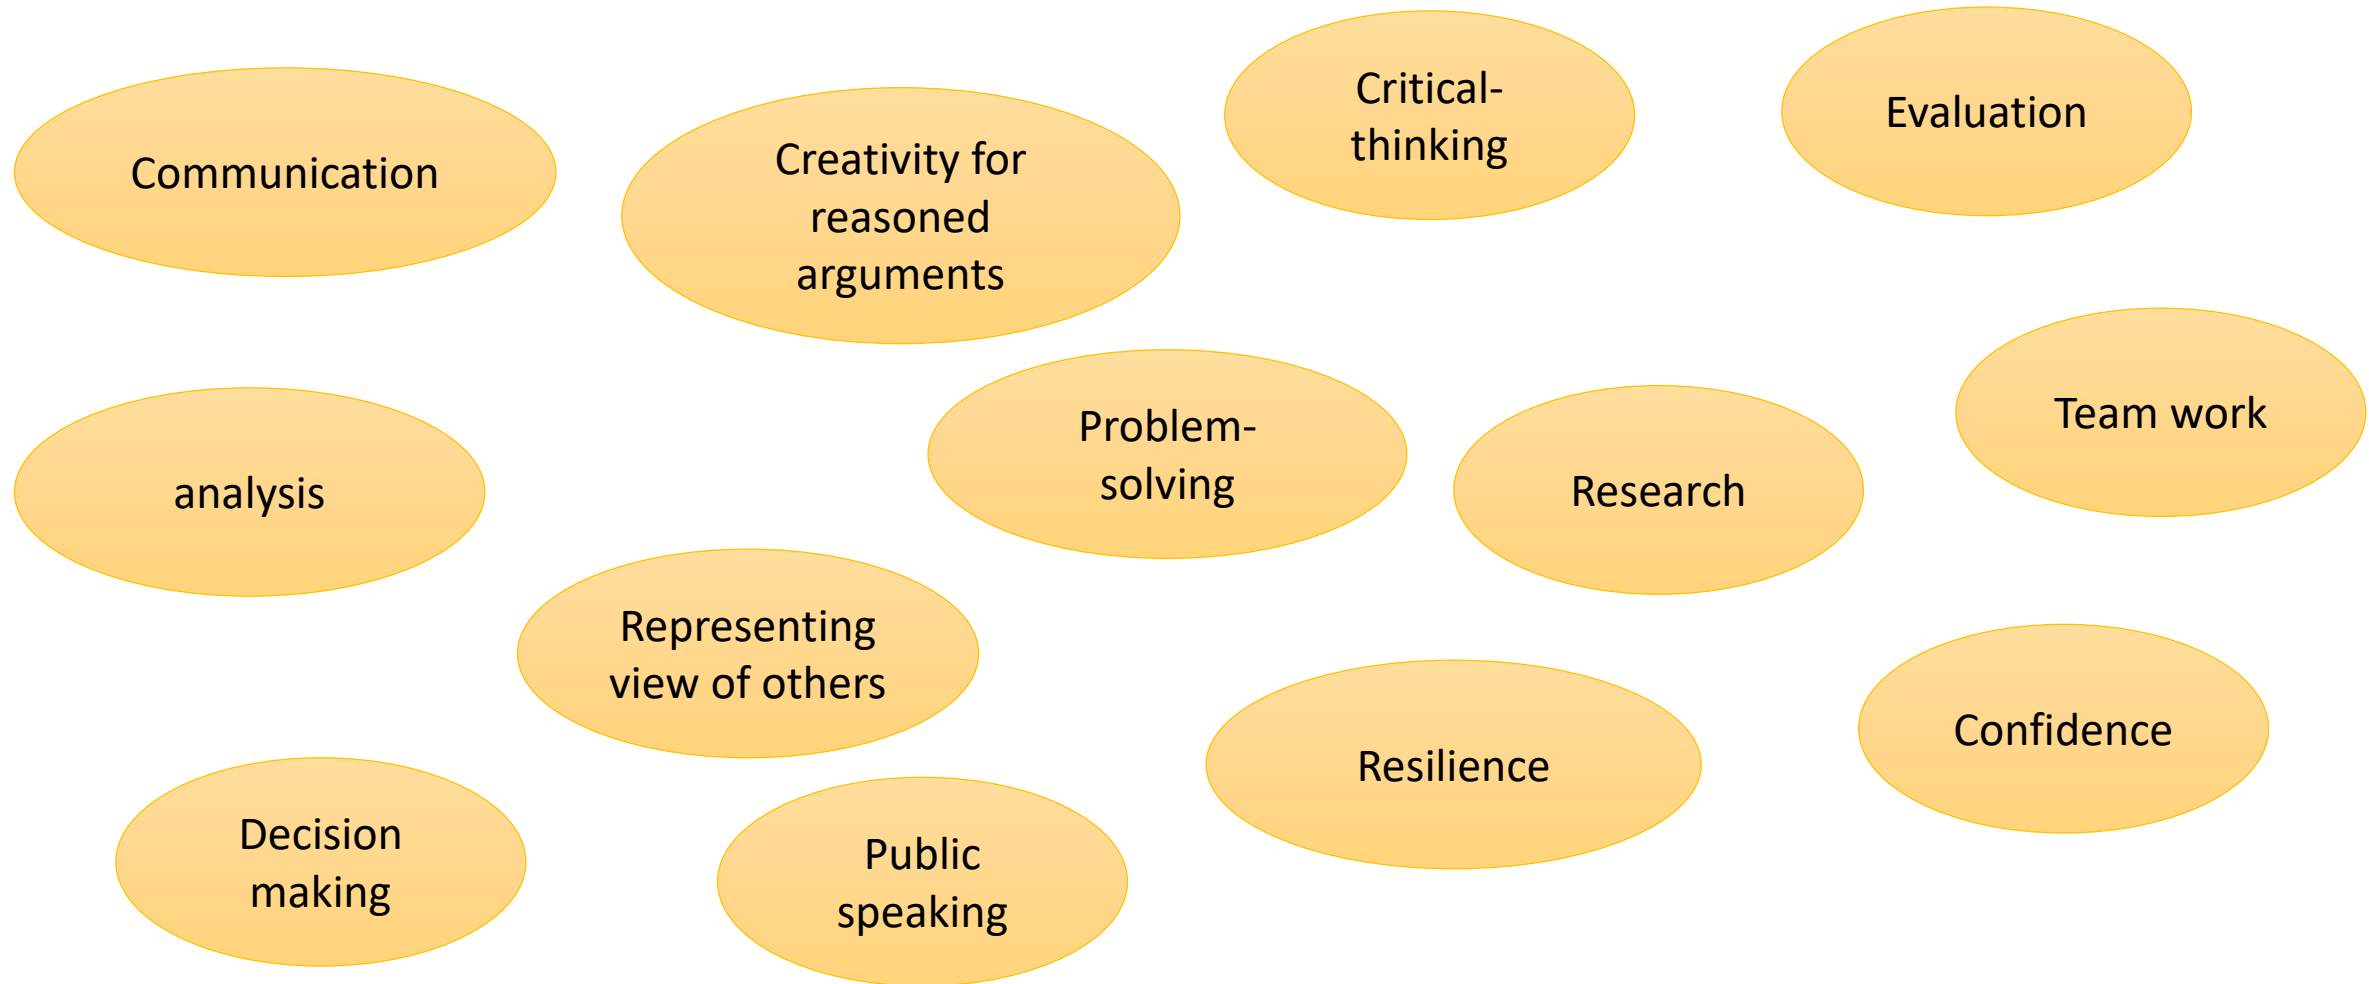 Communication
Creativity for
reasoned
arguments
Critical-
thinking
Evaluation
analysis
Problem-
solving
Research
Team work
Representing
view of others
Resilience
Confidence
Decision
making
Public
speaking